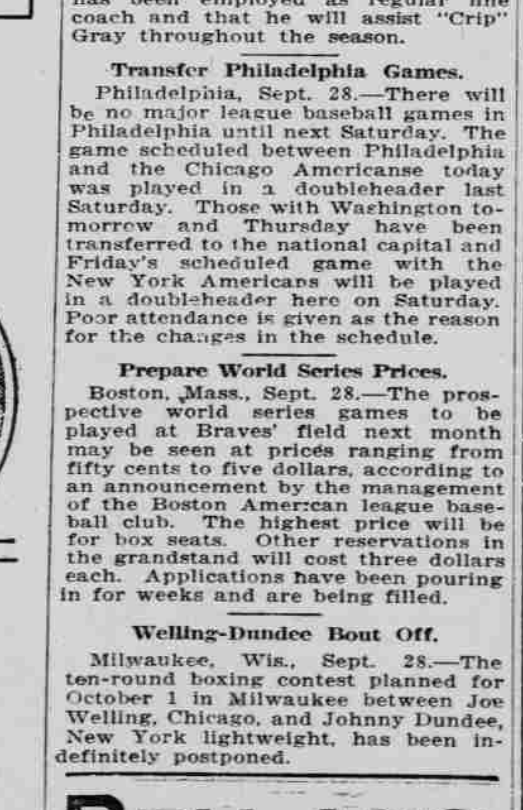 has been employed as regular line
coach and that he will assist "Crip"
Gray throughout the season.
Transfer Philadelphia Games.
Philadelphia, Sept. 28.—There will
be no major league baseball games in
Philadelphia until next Saturday. The
game scheduled between Philadelphia
and the Chicago Americanse today
was played in a doubleheader last
Saturday. Those with Washington to-
morrow and Thursday have been
transferred to the national capital and
Friday's scheduled game with the
New York Americans will be played
in a doubleheader here on Saturday.
Poor attendance is given as the reason
for the changes in the schedule.
Prepare World Series Prices.
Boston, Mass., Sept. 28.—The pros-
pective world series games to be
played at Braves' field next month
may be seen at prices ranging from
fifty cents to five dollars, according to
an announcement by the management
of the Boston American league base-
ball club. The highest price will be
for box seats. Other reservations in
the grandstand will cost three dollars
each. Applications have been pouring
in for weeks and are being filled.
Welling-Dundee Bout Off.
Milwaukee, Wis., Sept. 28.—The
ten-round boxing contest planned for
October 1 in Milwaukee between Joe
Welling, Chicago, and Johnny Dundee,
New York lightweight, has been in-
definitely postponed.